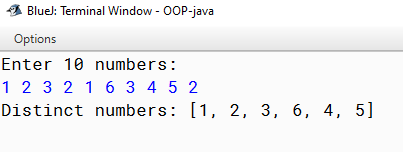 BlueJ: Terminal Window - OOP-java
Options
Enter 10 numbers:
1 2 3 2 1 6 3 4 5 2
Distinct numbers: [1, 2, 3, 6, 4, 5]